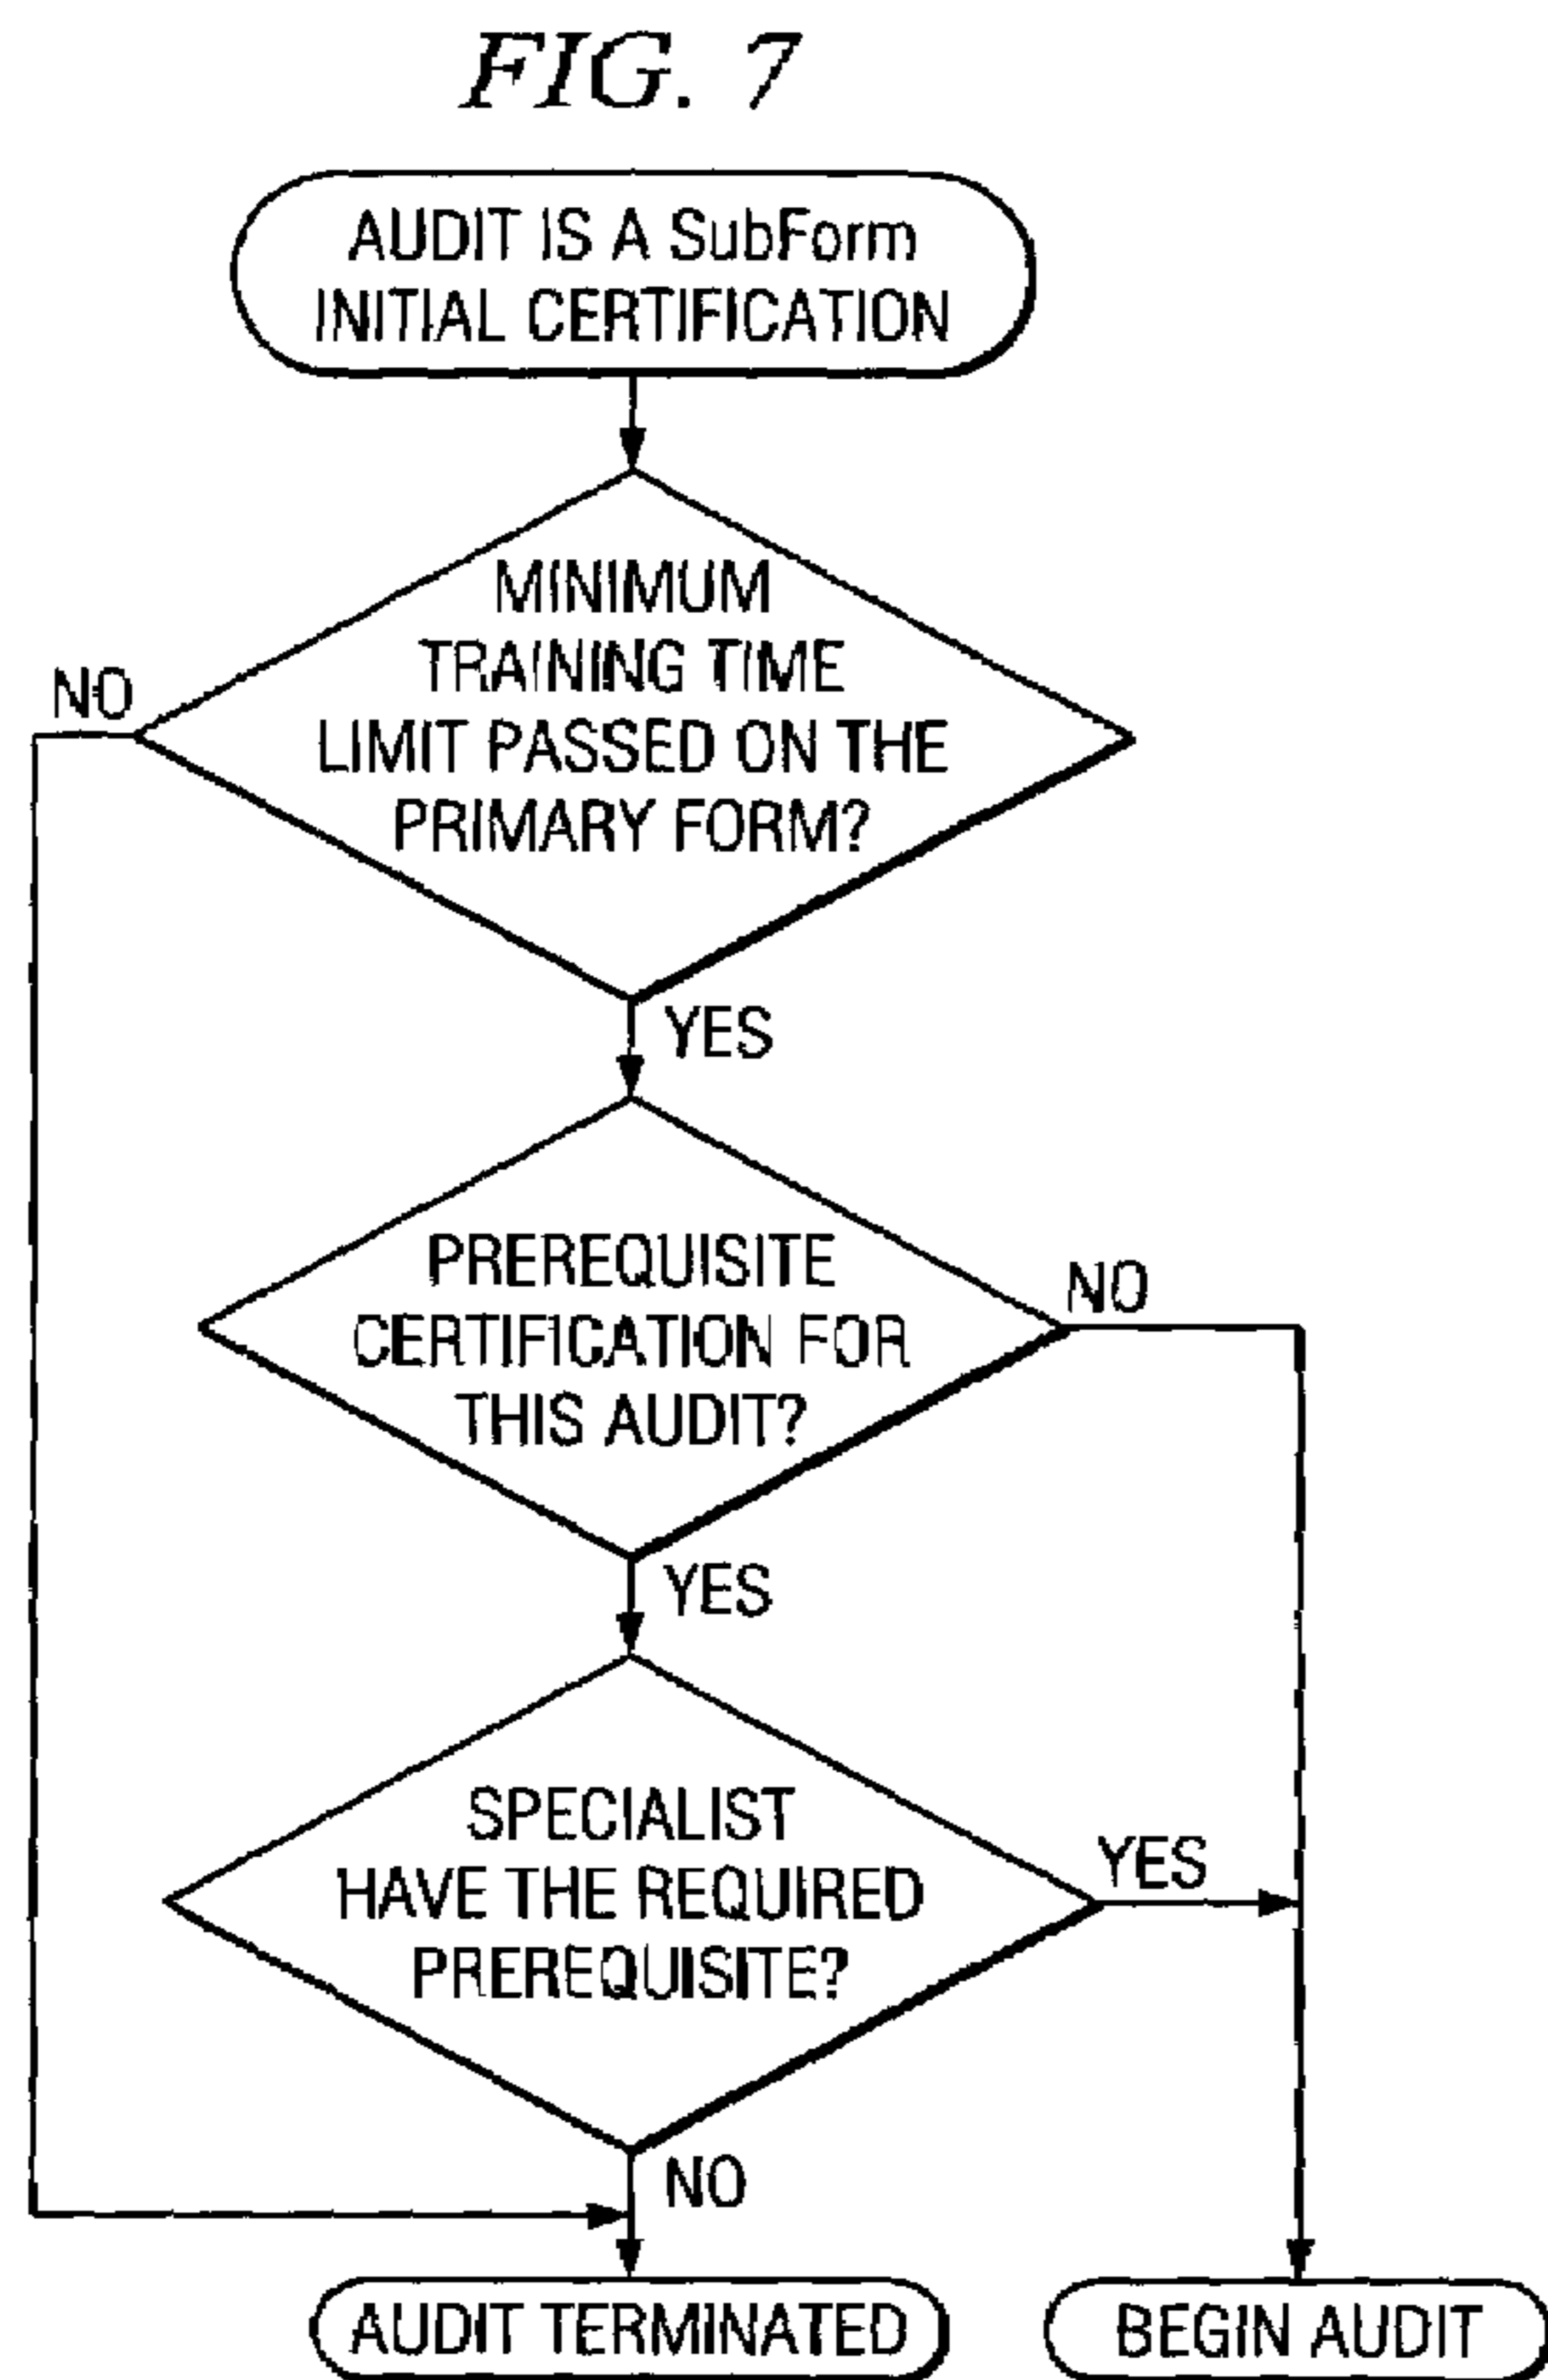 FIG. 7
AUDIT IS A SubForm
INITIAL CERTIFICATION
MINIMUM
TRAINING TIME
LIMIT PASSED ON THE
PRIMARY FORM?
NO
YES
PREREQUISITE
CERTIFICATION FOR
THIS AUDIT?
NO
YES
SPECIALIST
HAVE THE REQUIRED
PREREQUISITE?
YES
NO
AUDIT TERMINATED
BEGIN AUDIT